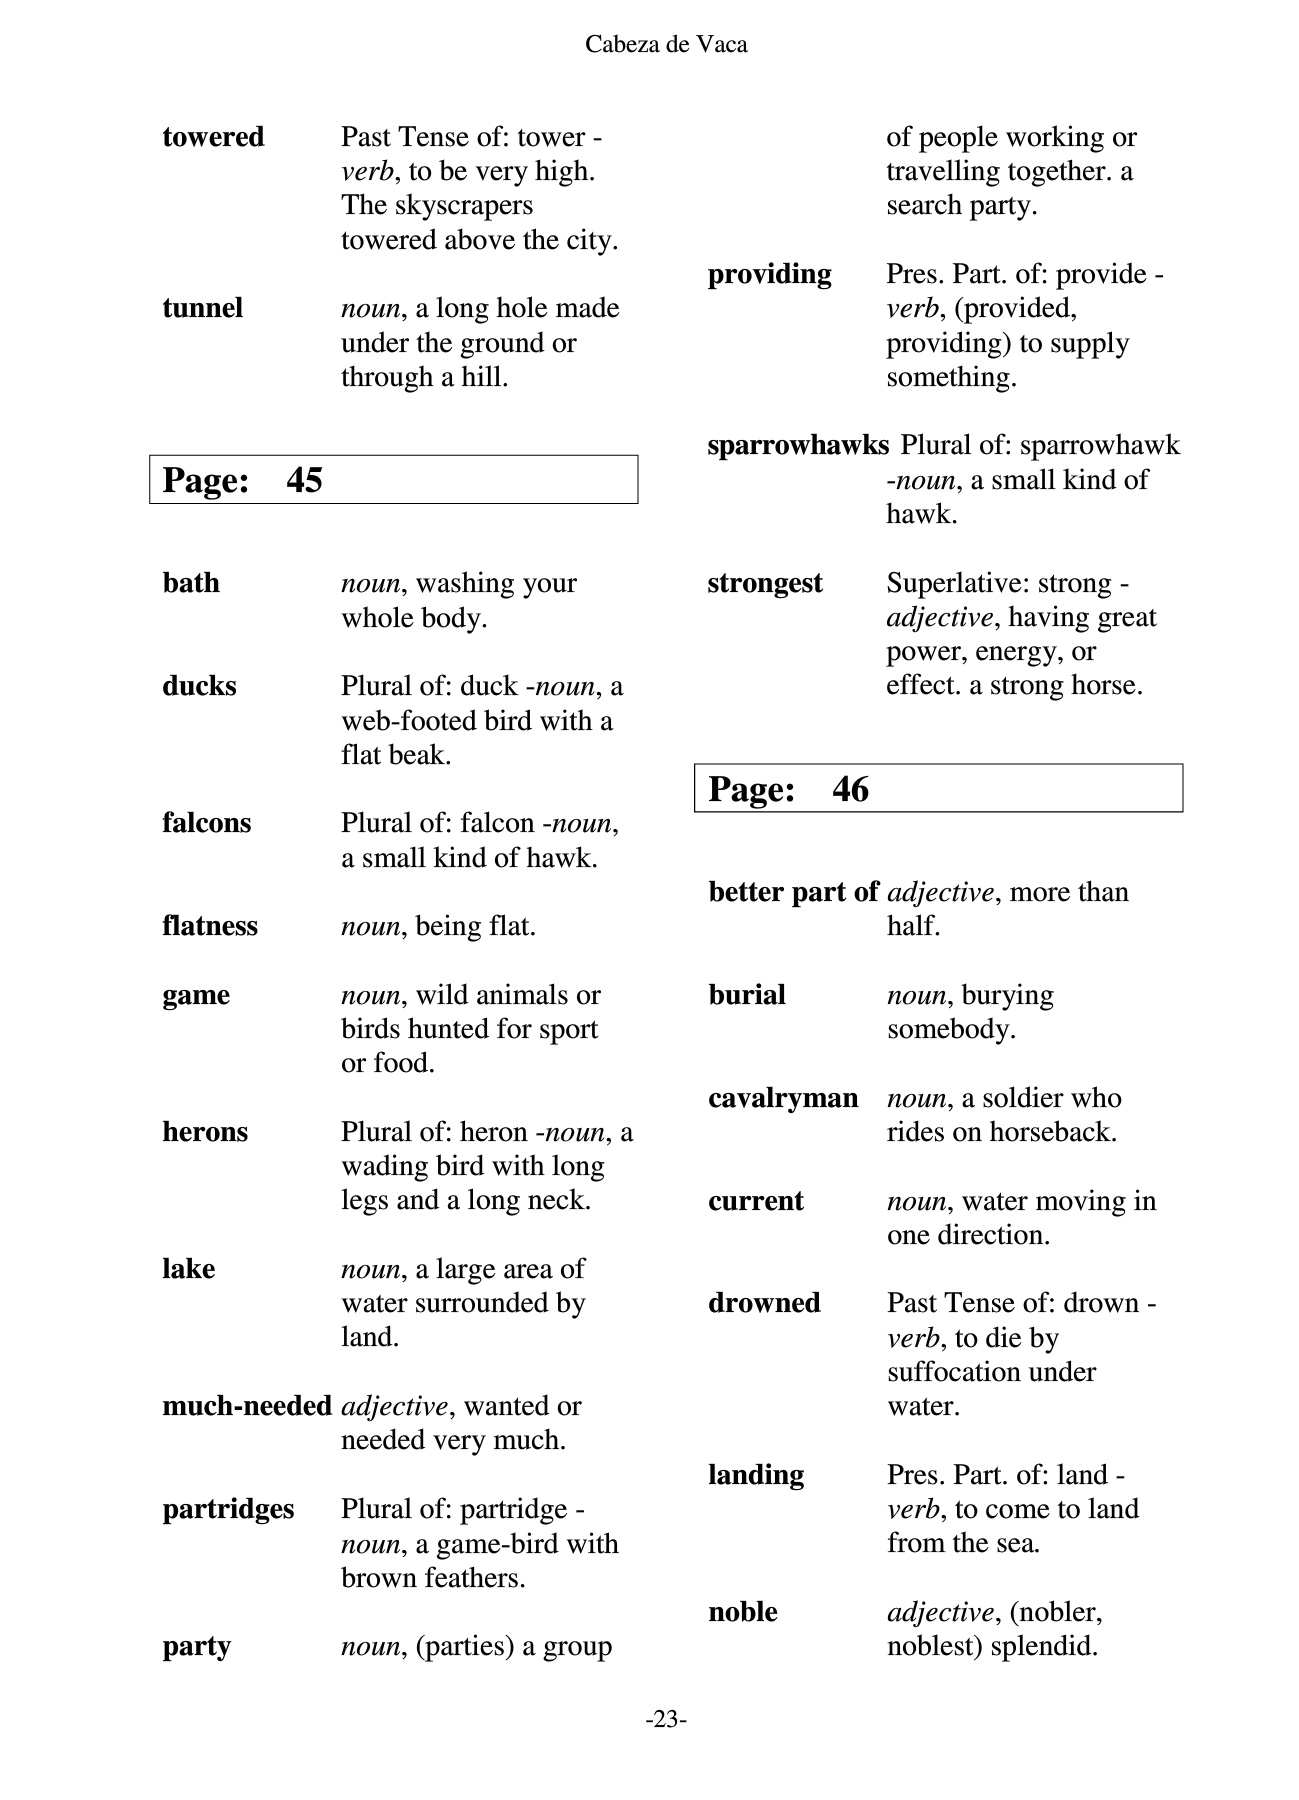 Cabeza de Vaca
towered Past Tense of: tower -
verb, to be very high.
The skyscrapers
towered above the city.
tunnel noun, a long hole made
under the ground or
through a hill.
Page: 45
bath noun, washing your
whole body.
ducks Plural of: duck -noun, a
web-footed bird with a
flat beak.
falcons Plural of: falcon -noun,
a small kind of hawk.
flatness noun, being flat.
game noun, wild animals or
birds hunted for sport
or food.
herons Plural of: heron -noun, a
wading bird with long
legs and a long neck.
lake noun, a large area of
water surrounded by
land.
much-needed adjective, wanted or
needed very much.
partridges Plural of: partridge -
noun, a game-bird with
brown feathers.
party noun, (parties) a group
of people working or
travelling together. a
search party.
providing Pres. Part. of: provide -
verb, (provided,
providing) to supply
something.
sparrowhawks Plural of: sparrowhawk
-noun, a small kind of
hawk.
strongest Superlative: strong -
adjective, having great
power, energy, or
effect. a strong horse.
Page: 46
better part of adjective, more than
half.
burial noun, burying
somebody.
cavalryman noun, a soldier who
rides on horseback.
current noun, water moving in
one direction.
drowned Past Tense of: drown -
verb, to die by
suffocation under
water.
landing Pres. Part. of: land -
verb, to come to land
from the sea.
noble adjective, (nobler,
noblest) splendid.
-23-